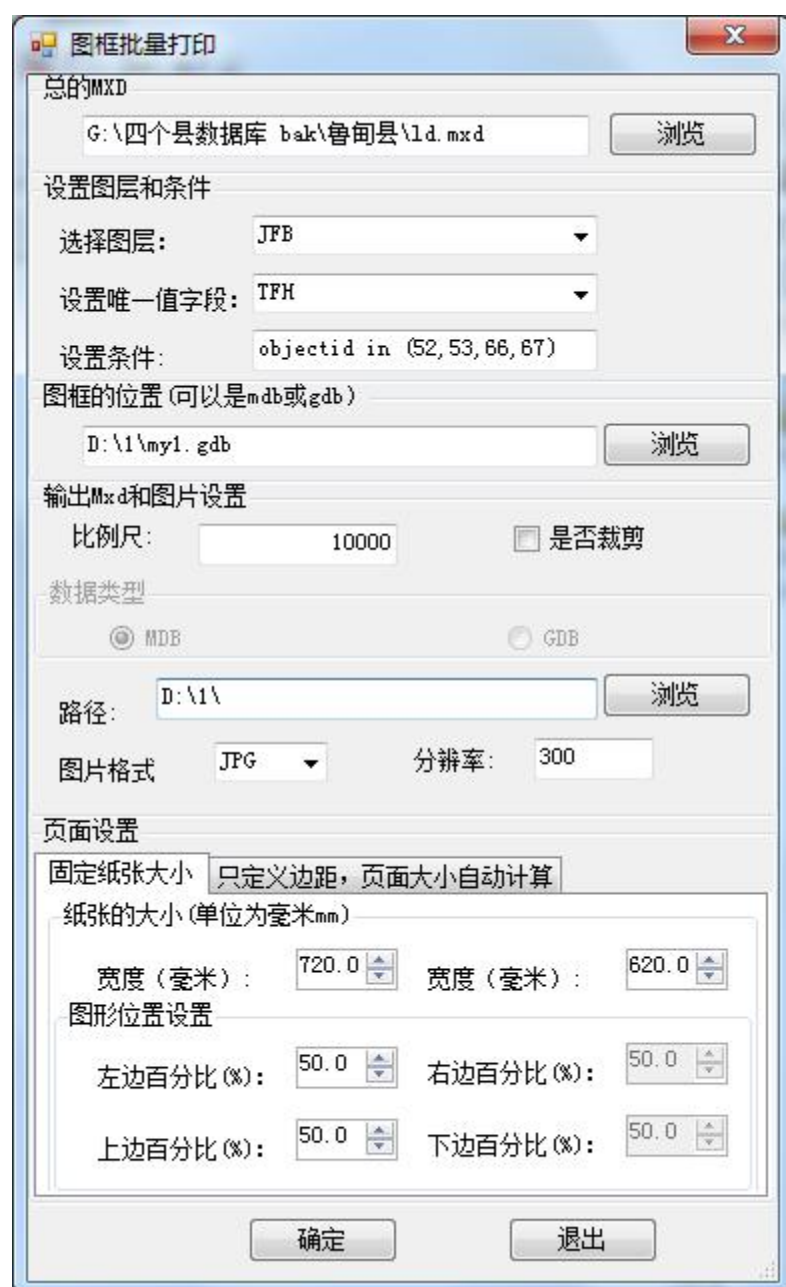 图框批量打印
总的MXD
G:\四个县数据库 bak\鲁甸县\ld.mxd 浏览
设置图层和条件
选择图层: JFB
设置唯一值字段: TFH
设置条件: objectid in (52,53,66,67)
图框的位置(可以是mdb或gdb)
D:\1\my1.gdb 浏览
输出Mxd和图片设置
比例尺: 10000 是否裁剪
数据类型
MDB GDB
路径: D:\1\ 浏览
图片格式 JPG 分辨率: 300
页面设置
固定纸张大小 只定义边距，页面大小自动计算
纸张的大小(单位为毫米mm)
宽度（毫米）: 720.0 宽度（毫米）: 620.0
图形位置设置
左边百分比(%): 50.0 右边百分比(%): 50.0
上边百分比(%): 50.0 下边百分比(%): 50.0
确定 退出